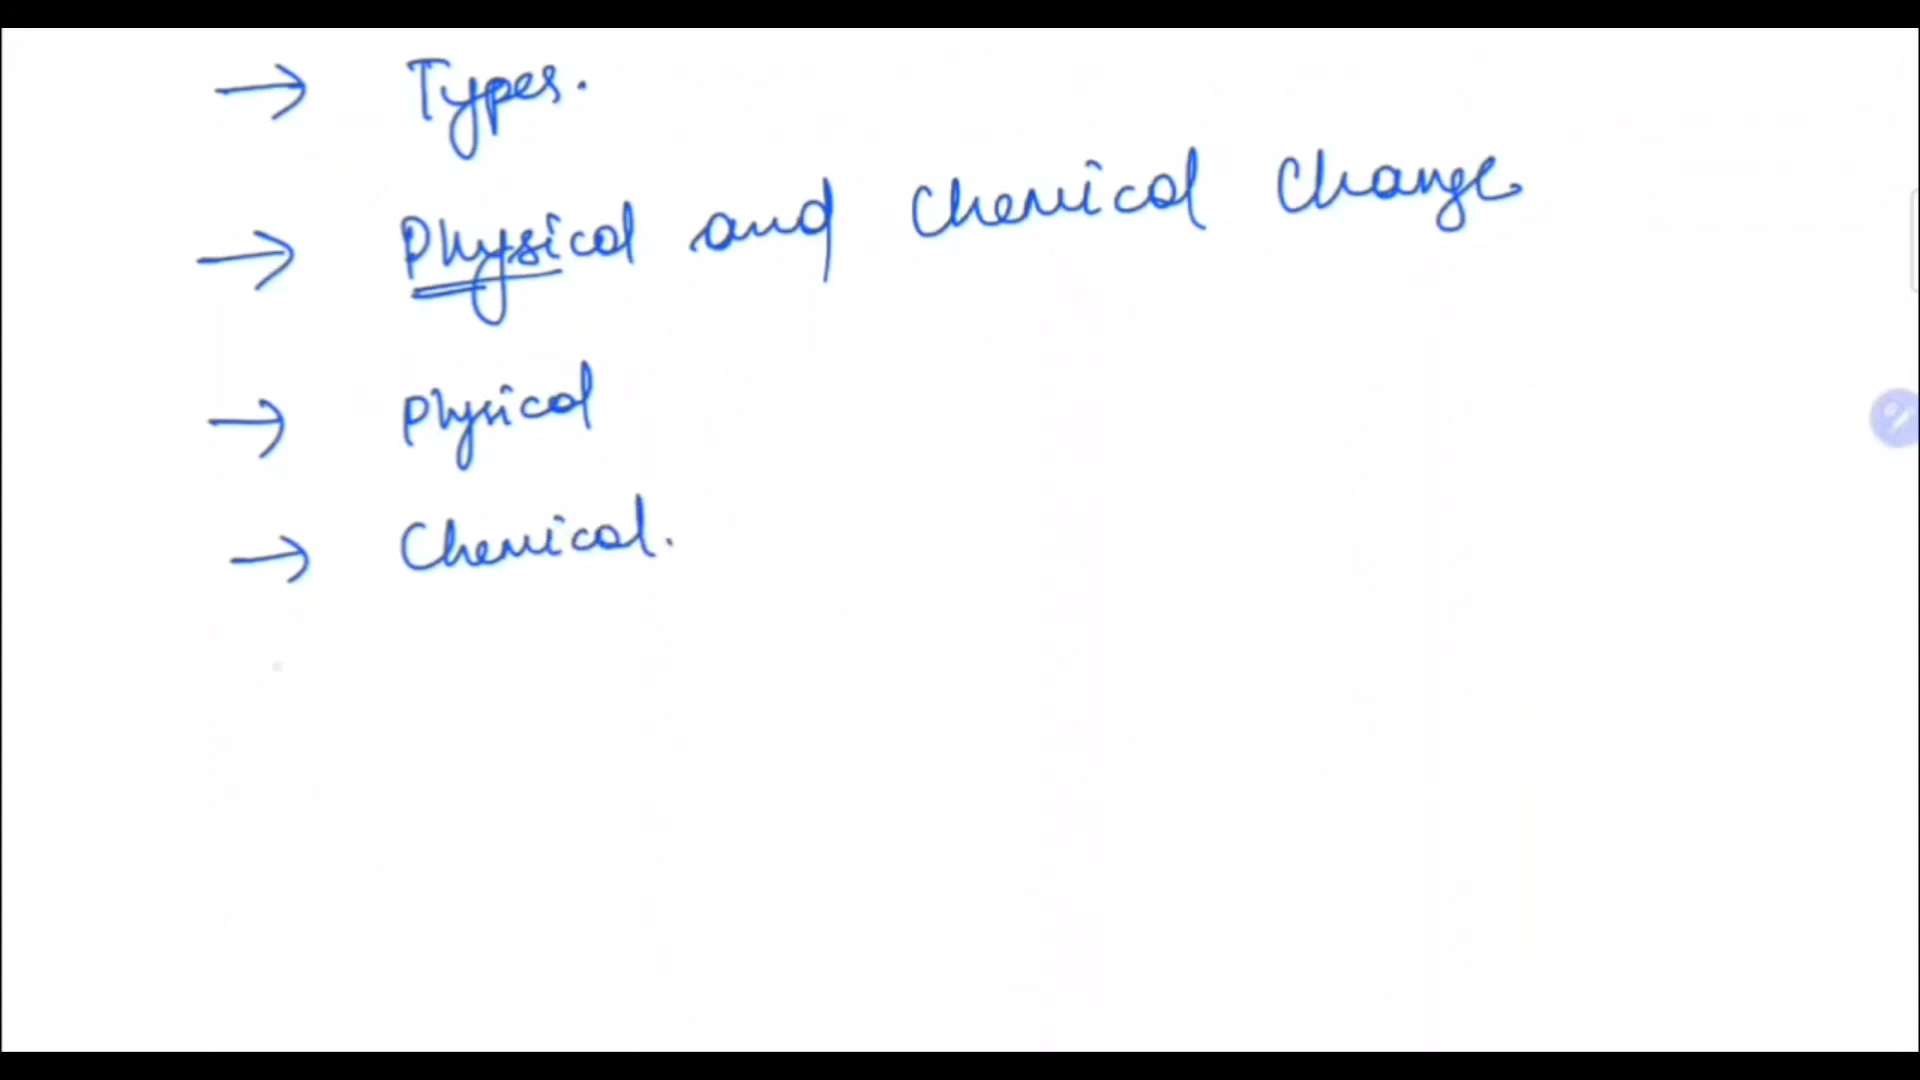 → Types.
→ Physical and Chemical Change
→ Physical
→ Chemical.